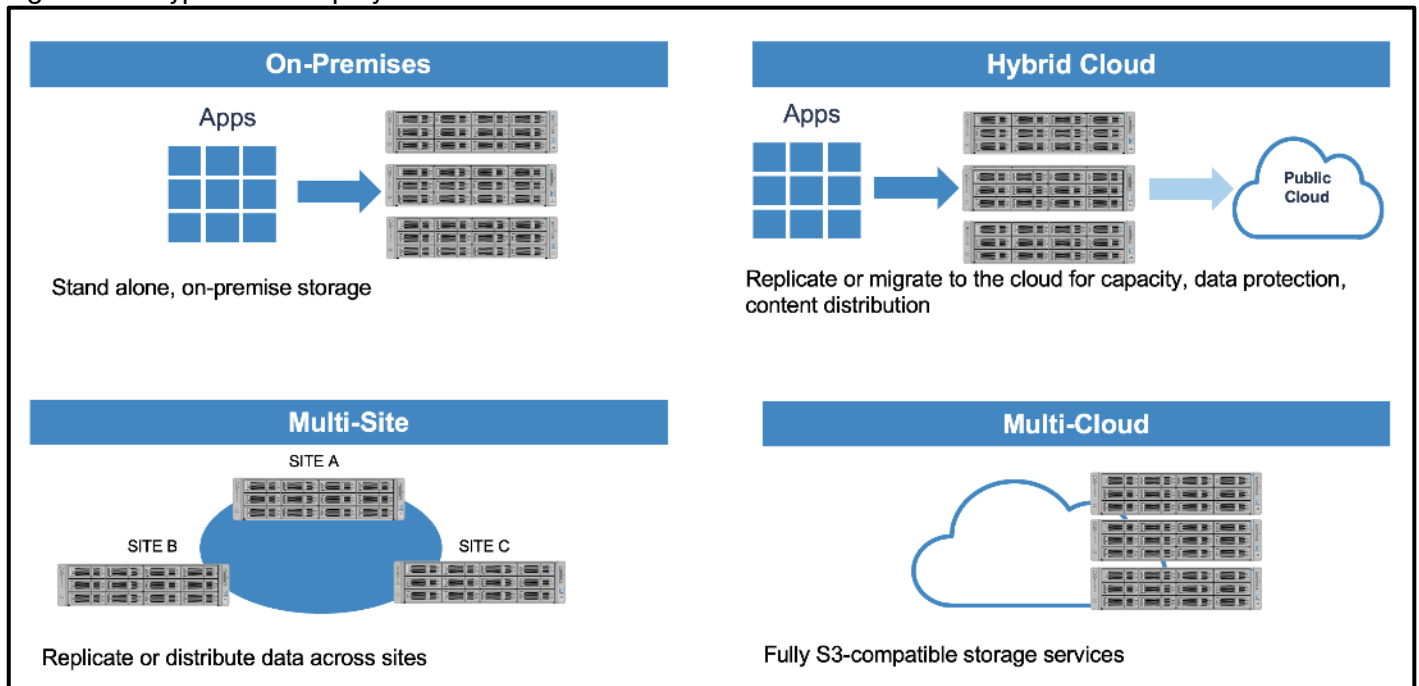 On-Premises
Apps
Stand alone, on-premise storage
Hybrid Cloud
Apps
Public
Cloud
Replicate or migrate to the cloud for capacity, data protection,
content distribution
Multi-Site
SITE A
SITE B
SITE C
Replicate or distribute data across sites
Multi-Cloud
Fully S3-compatible storage services